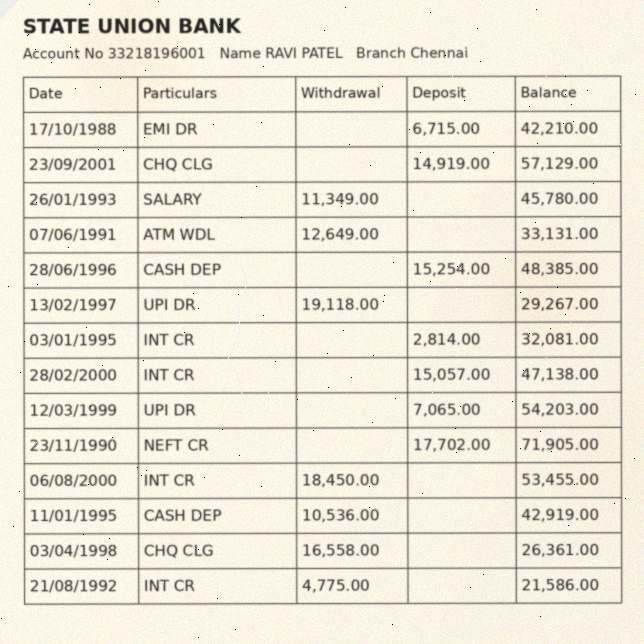 STATE UNION BANK
Account No 33218196001 Name RAVI PATEL Branch Chennai
Date Particulars Withdrawal Deposit Balance
17/10/1988 EMI DR 6,715.00 42,210.00
23/09/2001 CHQ CLG 14,919.00 57,129.00
26/01/1993 SALARY 11,349.00 45,780.00
07/06/1991 ATM WDL 12,649.00 33,131.00
28/06/1996 CASH DEP 15,254.00 48,385.00
13/02/1997 UPI DR 19,118.00 29,267.00
03/01/1995 INT CR 2,814.00 32,081.00
28/02/2000 INT CR 15,057.00 47,138.00
12/03/1999 UPI DR 7,065.00 54,203.00
23/11/1990 NEFT CR 17,702.00 71,905.00
06/08/2000 INT CR 18,450.00 53,455.00
11/01/1995 CASH DEP 10,536.00 42,919.00
03/04/1998 CHQ CLG 16,558.00 26,361.00
21/08/1992 INT CR 4,775.00 21,586.00